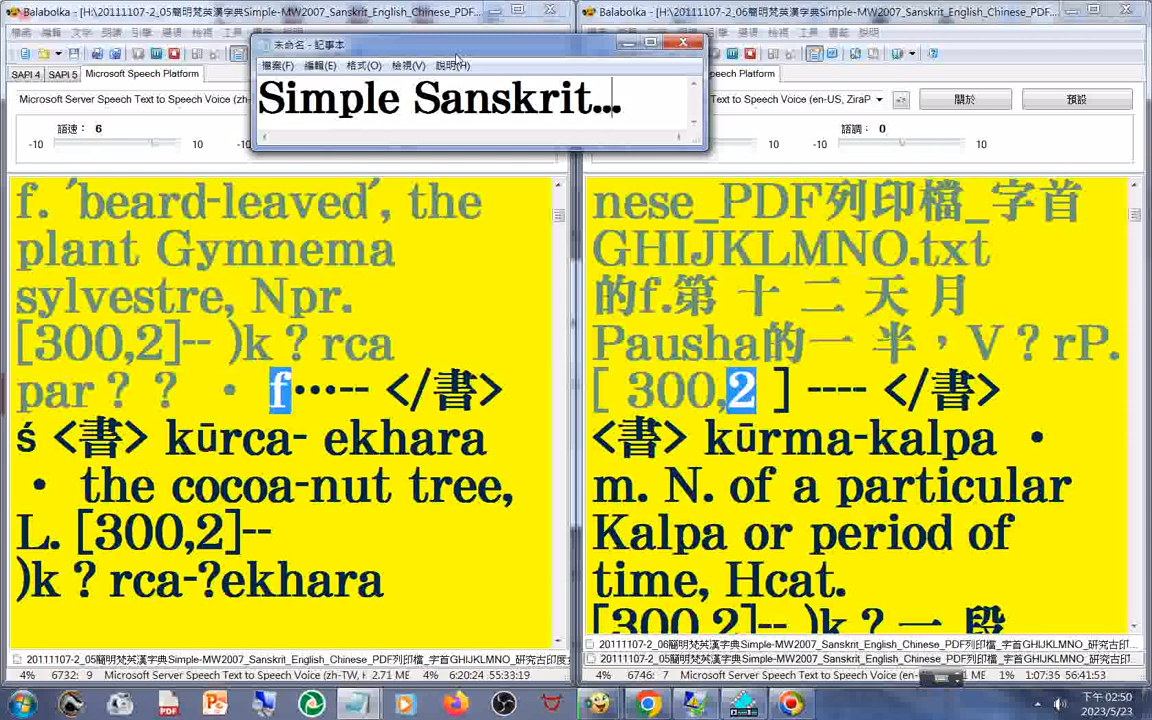 Balabolka - [H:\20111107-2_05簡明梵英漢字典Simple-MW2007_Sanskrit_English_Chinese_PDF...
Balabolka - [H:\20111107-2_06簡明梵英漢字典Simple-MW2007_Sanskrit_English_Chinese_PDF...
未命名 - 記事本
檔案(F) 編輯(E) 格式(O) 檢視(V) 說明(H)
Simple Sanskrit...
SAPI 4 SAPI 5 Microsoft Speech Platform
Microsoft Server Speech Text to Speech Voice (zh-
語速： 6
-10 10 -10
eech Platform
Text to Speech Voice (en-US, ZiraP
關於
預設
語調： 0
10 -10 10
f. 'beard-leaved', the
plant Gymnema
sylvestre, Npr.
[300,2]-- )k ? rca
par ? ? • f…-- </書>
ś <書> kūrca- ekhara
• the cocoa-nut tree,
L. [300,2]--
)k ? rca-?ekhara
nese_PDF列印檔_字首
GHIJKLMNO.txt
的f.第 十 二 天 月
Pausha的一 半，V ? rP.
[ 300,2 ] ---- </書>
<書> kūrma-kalpa •
m. N. of a particular
Kalpa or period of
time, Hcat.
[300,2]-- )k ? 一 段
20111107-2_05簡明梵英漢字典Simple-MW2007_Sanskrit_English_Chinese_PDF列印檔_字首GHIJKLMNO_研究古印度
4% 6732: 9 Microsoft Server Speech Text to Speech Voice (zh-TW, H 2.71 ME 4% 6:20:24 55:33:19
20111107-2_06簡明梵英漢字典Simple-MW2007_Sanskrit_English_Chinese_PDF列印檔_字首GHIJKLMNO_研究古印
20111107-2_05簡明梵英漢字典Simple-MW2007_Sanskrit_English_Chinese_PDF列印檔_字首GHIJKLMNO_研究古印
4% 6746: 7 Microsoft Server Speech Text to Speech Voice 1% 1:07:35 56:41:53
下午 02:50
2023/5/23